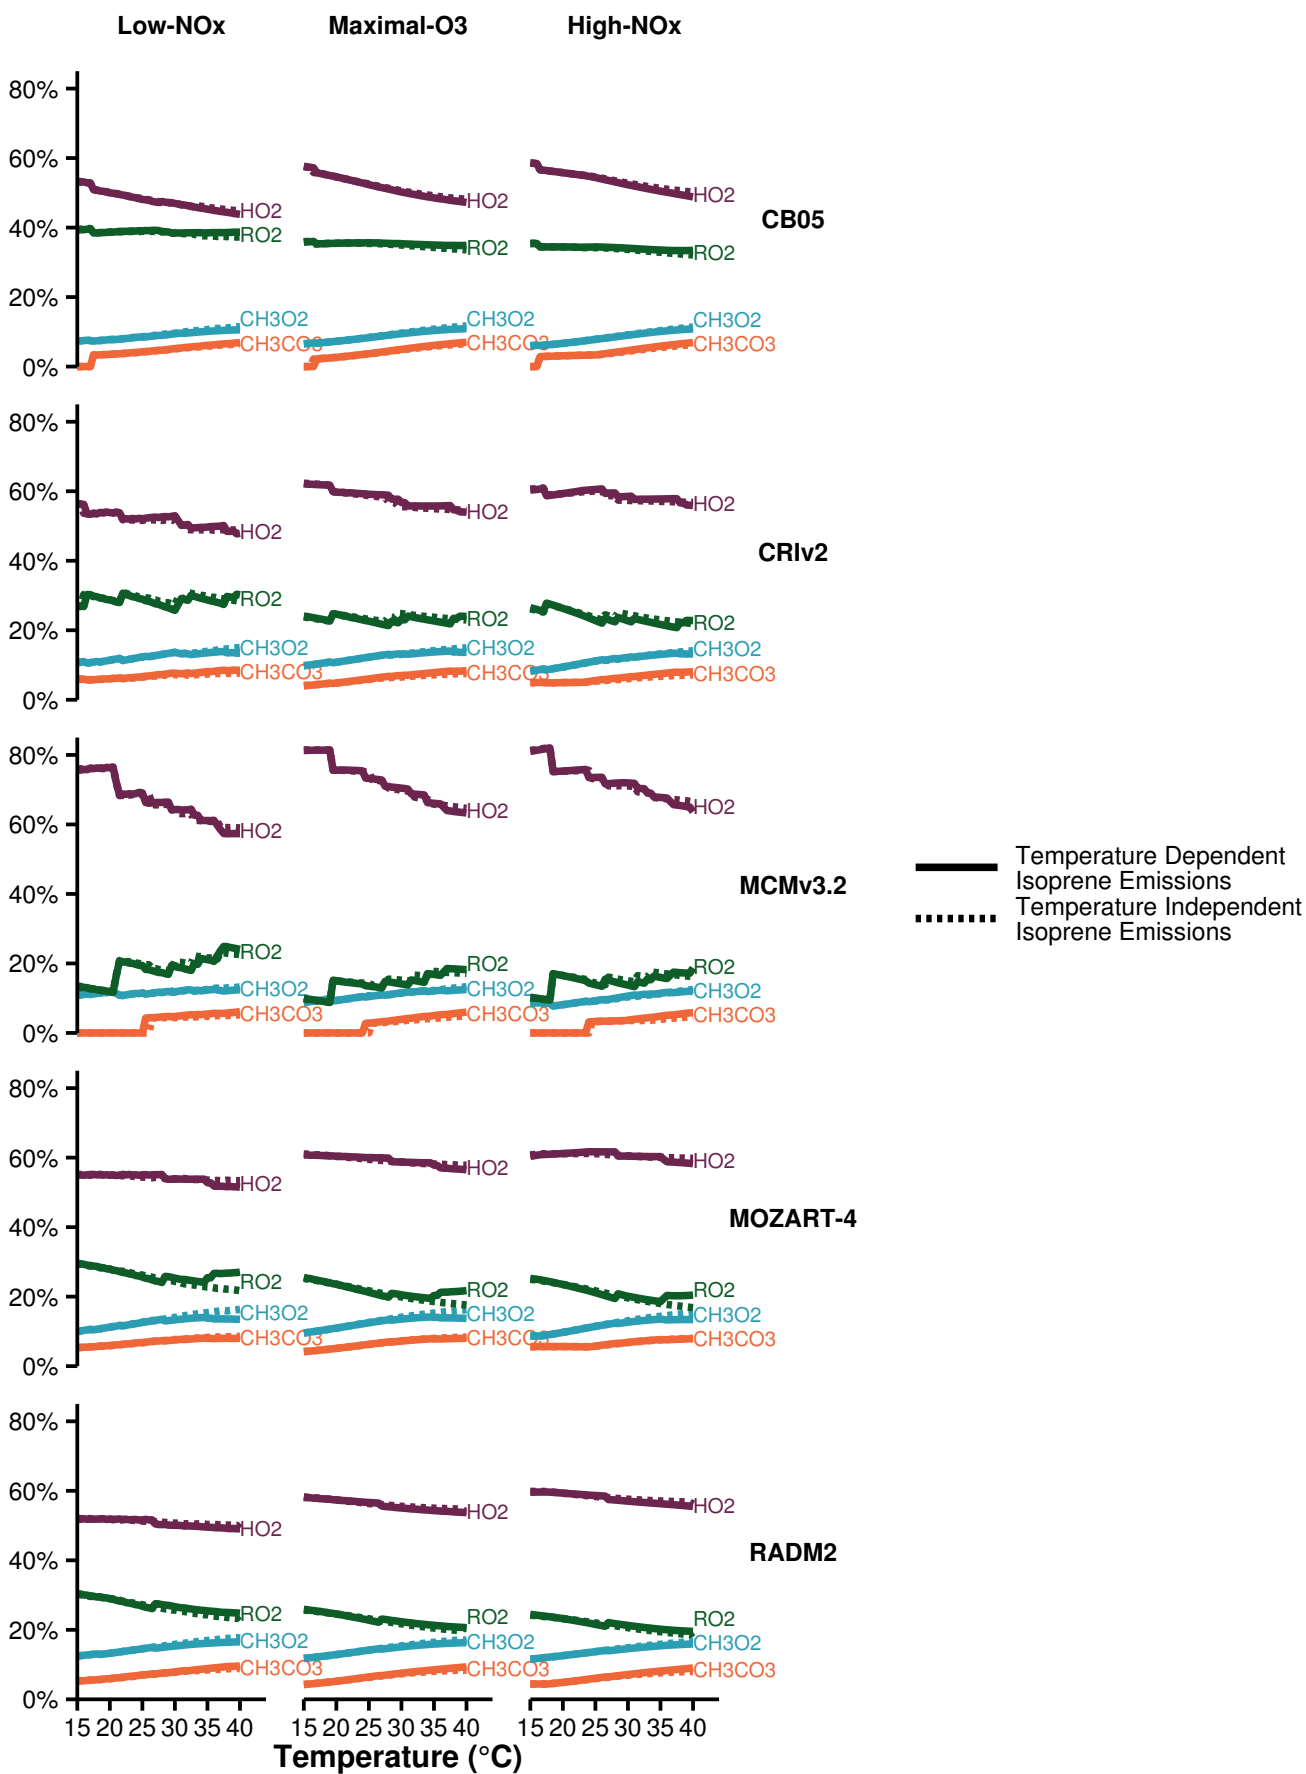 Low-NOx Maximal-O3 High-NOx
80%
60%
40%
20%
0%
HO2
RO2
CH3O2
CH3CO3
HO2
RO2
CH3O2
CH3CO3
HO2
RO2
CH3O2
CH3CO3
CB05
80%
60%
40%
20%
0%
HO2
RO2
CH3O2
CH3CO3
HO2
RO2
CH3O2
CH3CO3
HO2
RO2
CH3O2
CH3CO3
CRIv2
80%
60%
40%
20%
0%
HO2
RO2
CH3O2
CH3CO3
HO2
RO2
CH3O2
CH3CO3
HO2
RO2
CH3O2
CH3CO3
MCMv3.2
Temperature Dependent
Isoprene Emissions
Temperature Independent
Isoprene Emissions
80%
60%
40%
20%
0%
HO2
RO2
CH3O2
CH3CO3
HO2
RO2
CH3O2
CH3CO3
HO2
RO2
CH3O2
CH3CO3
MOZART-4
80%
60%
40%
20%
0%
HO2
RO2
CH3O2
CH3CO3
HO2
RO2
CH3O2
CH3CO3
HO2
RO2
CH3O2
CH3CO3
RADM2
15 20 25 30 35 40 15 20 25 30 35 40 15 20 25 30 35 40
Temperature (°C)